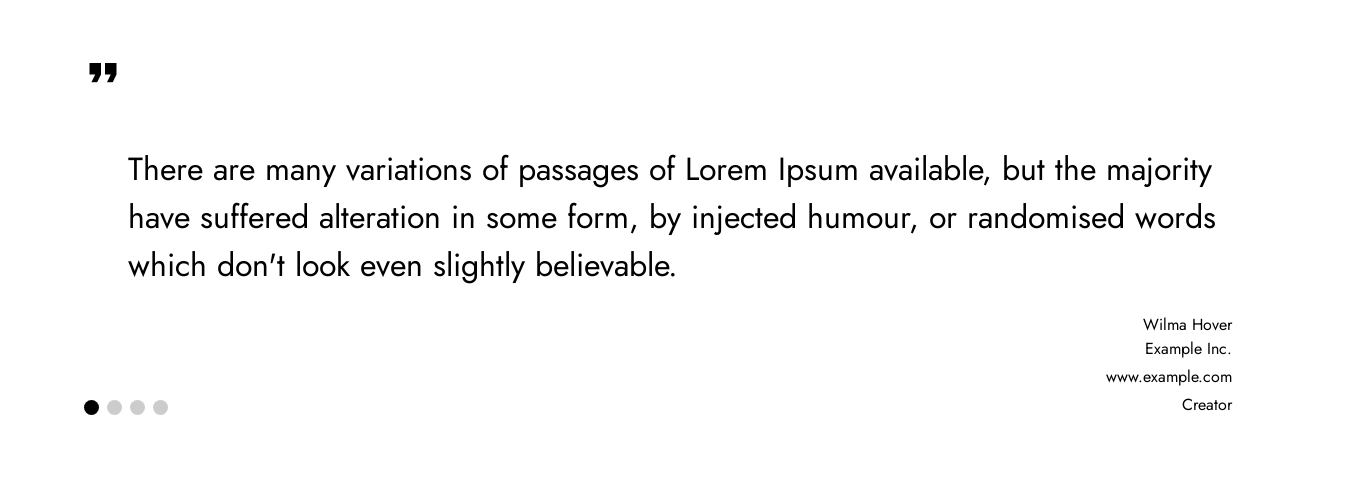 ”
There are many variations of passages of Lorem Ipsum available, but the majority
have suffered alteration in some form, by injected humour, or randomised words
which don't look even slightly believable.
Wilma Hover
Example Inc.
www.example.com
Creator